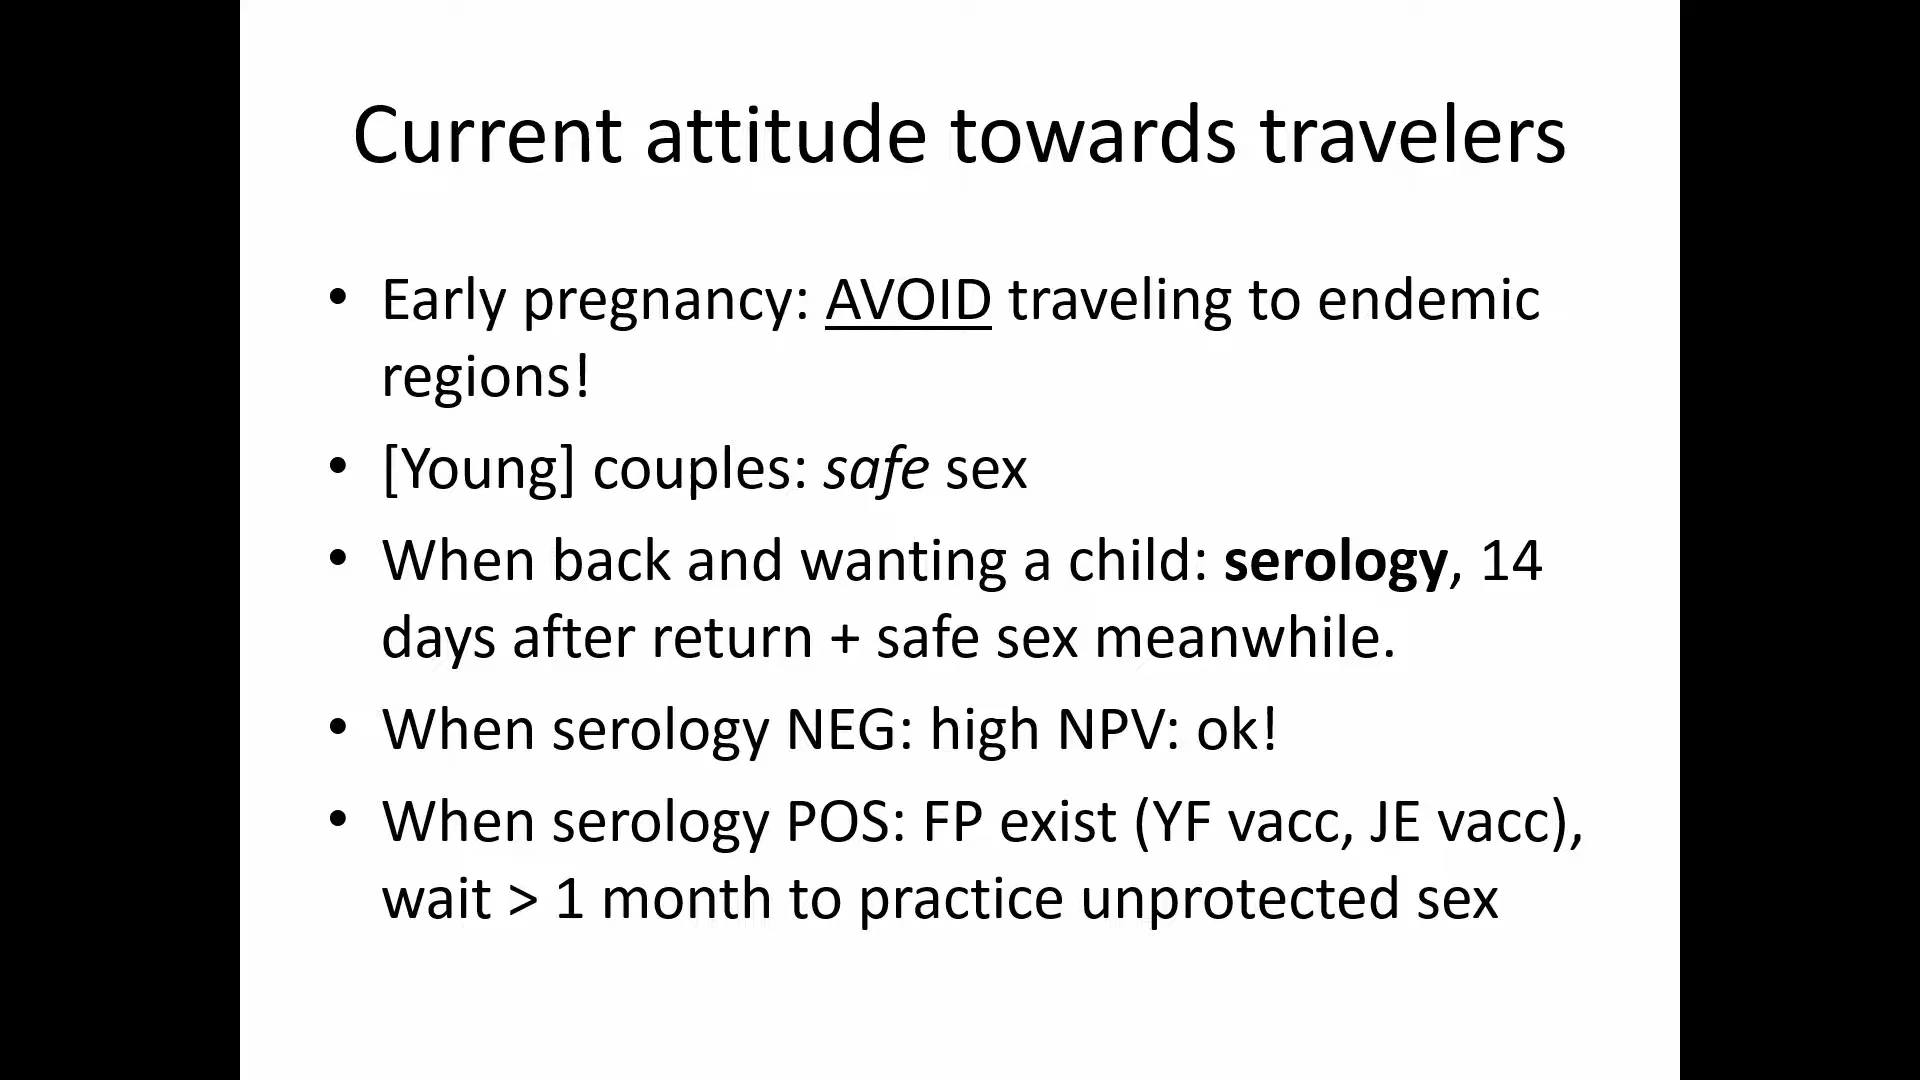 Current attitude towards travelers
• Early pregnancy: AVOID traveling to endemic
regions!
• [Young] couples: safe sex
• When back and wanting a child: serology, 14
days after return + safe sex meanwhile.
• When serology NEG: high NPV: ok!
• When serology POS: FP exist (YF vacc, JE vacc),
wait > 1 month to practice unprotected sex